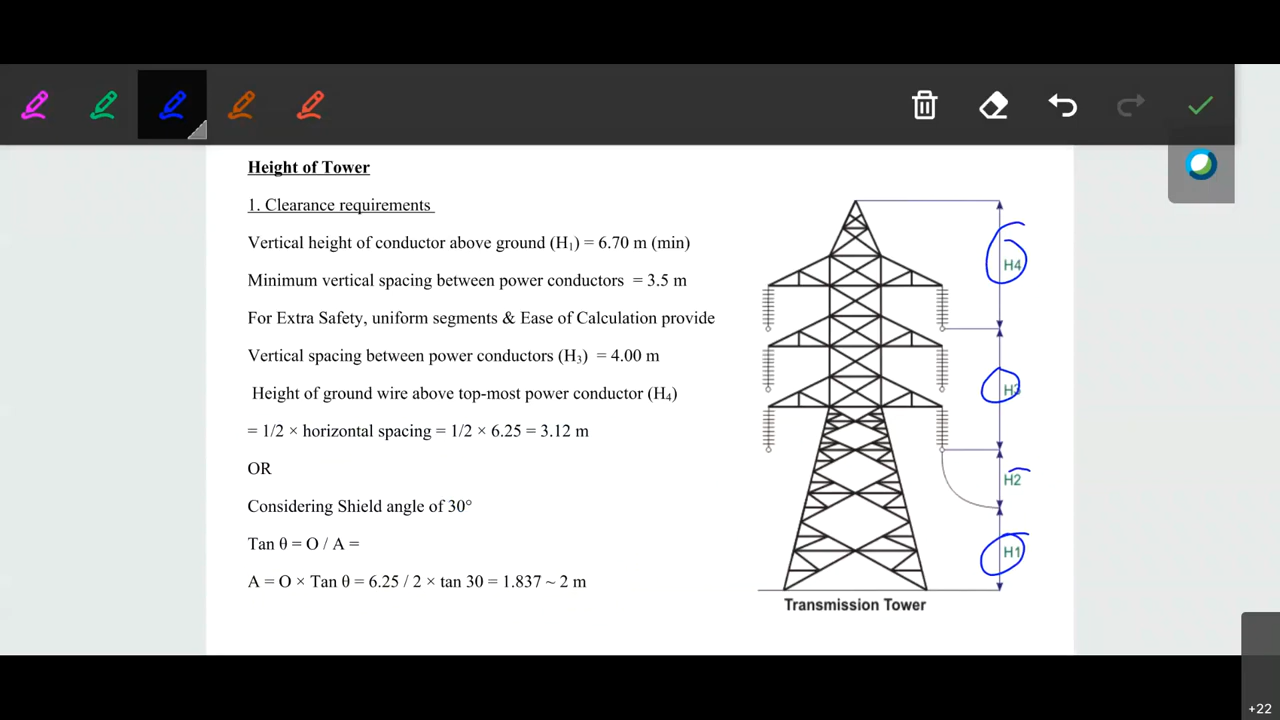 Height of Tower
1. Clearance requirements
Vertical height of conductor above ground (H₁) = 6.70 m (min)
Minimum vertical spacing between power conductors = 3.5 m
For Extra Safety, uniform segments & Ease of Calculation provide
Vertical spacing between power conductors (H₃) = 4.00 m
Height of ground wire above top-most power conductor (H₄)
= 1/2 × horizontal spacing = 1/2 × 6.25 = 3.12 m
OR
Considering Shield angle of 30°
Tan θ = O / A =
A = O × Tan θ = 6.25 / 2 × tan 30 = 1.837 ~ 2 m
H4
H3
H2
H1
Transmission Tower
+22